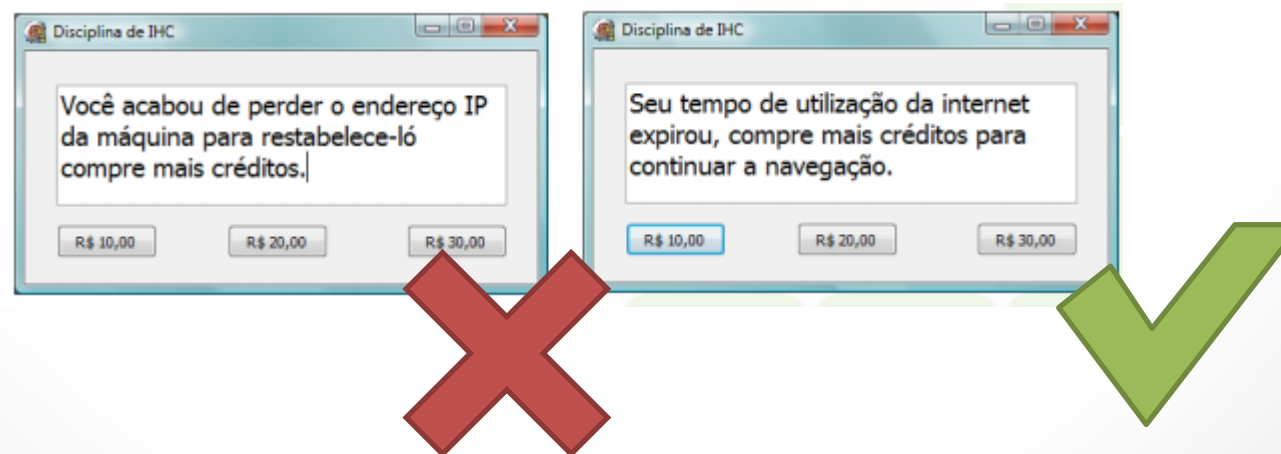 Disciplina de IHC
Você acabou de perder o endereço IP
da máquina para restabelece-ló
compre mais créditos.
R$ 10,00
R$ 20,00
R$ 30,00
Disciplina de IHC
Seu tempo de utilização da internet
expirou, compre mais créditos para
continuar a navegação.
R$ 10,00
R$ 20,00
R$ 30,00